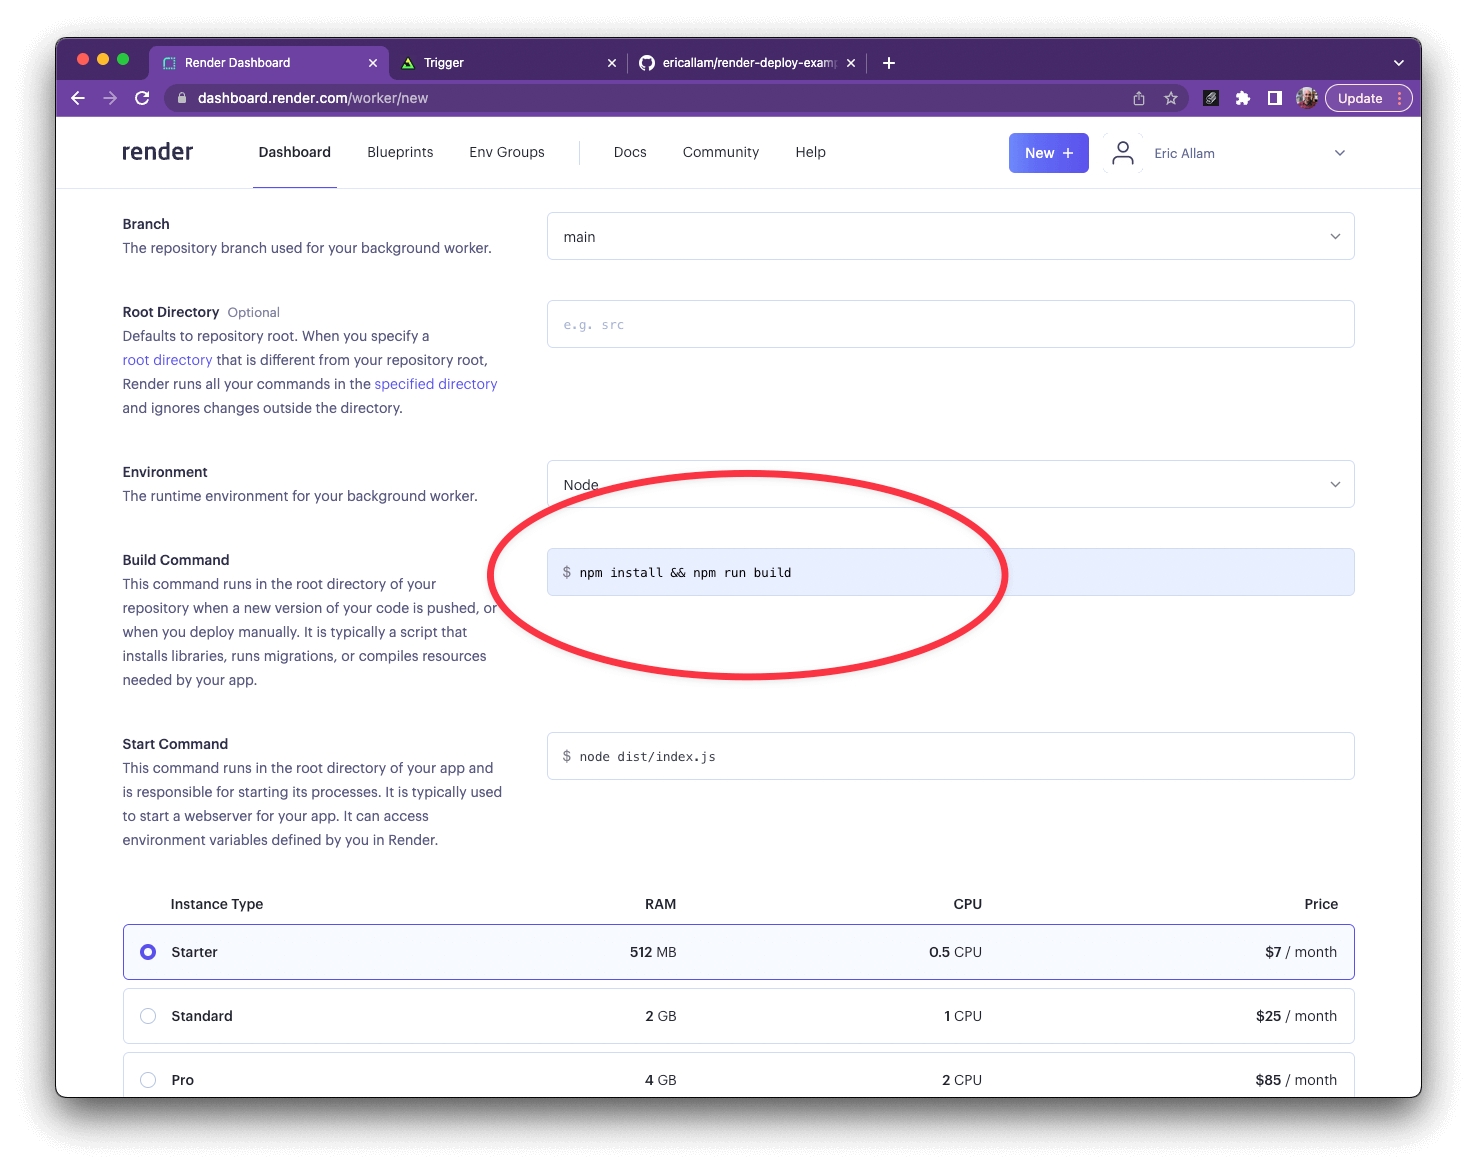 Render Dashboard
Trigger
ericallam/render-deploy-examp
dashboard.render.com/worker/new
Update
render
Dashboard
Blueprints
Env Groups
Docs
Community
Help
New +
Eric Allam
Branch
The repository branch used for your background worker.
main
Root Directory Optional
Defaults to repository root. When you specify a
root directory that is different from your repository root,
Render runs all your commands in the specified directory
and ignores changes outside the directory.
e.g. src
Environment
The runtime environment for your background worker.
Node
Build Command
This command runs in the root directory of your
repository when a new version of your code is pushed, or
when you deploy manually. It is typically a script that
installs libraries, runs migrations, or compiles resources
needed by your app.
$ npm install && npm run build
Start Command
This command runs in the root directory of your app and
is responsible for starting its processes. It is typically used
to start a webserver for your app. It can access
environment variables defined by you in Render.
$ node dist/index.js
Instance Type RAM CPU Price
Starter 512 MB 0.5 CPU $7 / month
Standard 2 GB 1 CPU $25 / month
Pro 4 GB 2 CPU $85 / month